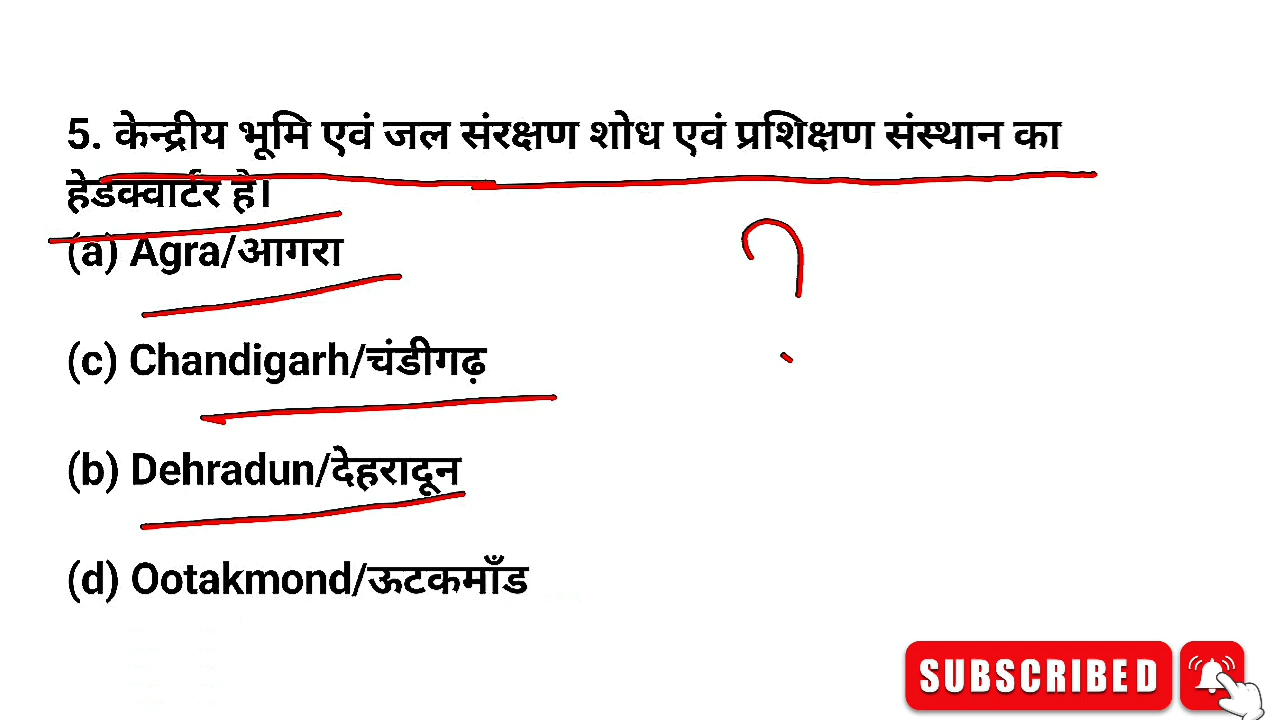 5. केन्द्रीय भूमि एवं जल संरक्षण शोध एवं प्रशिक्षण संस्थान का
हेडक्वार्टर है।
(a) Agra/आगरा
(c) Chandigarh/चंडीगढ़
(b) Dehradun/देहरादून
(d) Ootakmond/ऊटकमाँड
SUBSCRIBED